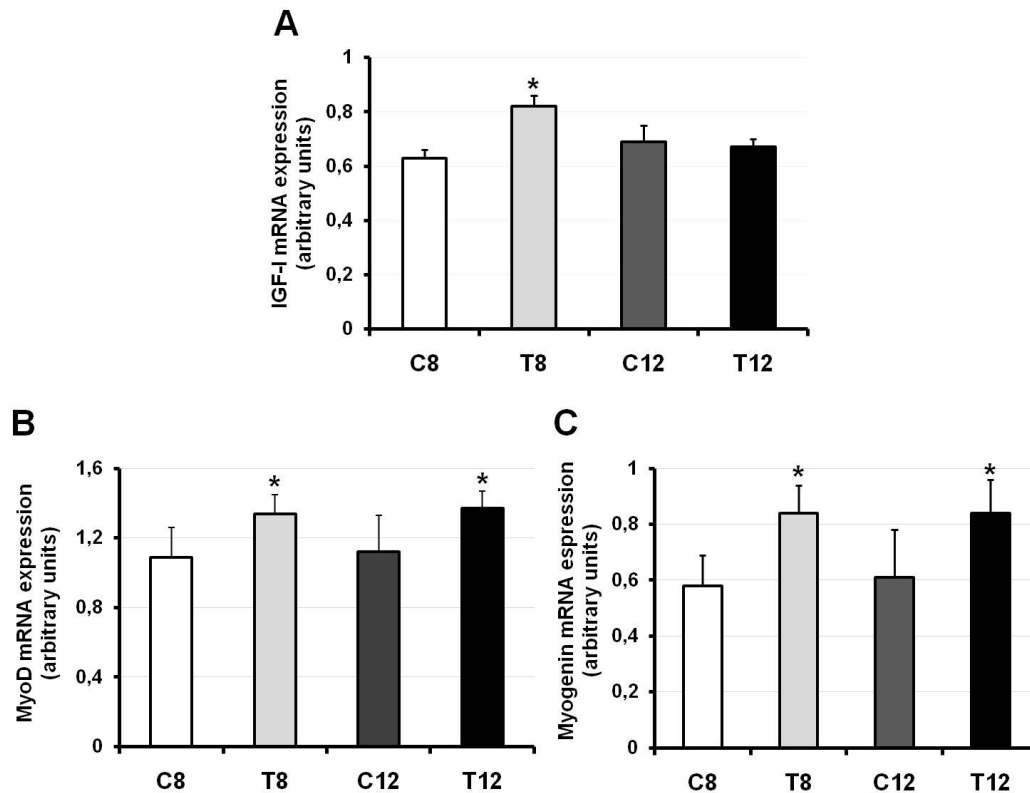 A
IGF-I mRNA expression
(arbitrary units)
1
0,8
0,6
0,4
0,2
0
*
C8 T8 C12 T12
B
MyoD mRNA expression
(arbitrary units)
1,6
1,2
0,8
0,4
0
* *
C8 T8 C12 T12
C
Myogenin mRNA espression
(arbitrary units)
1
0,8
0,6
0,4
0,2
0
* *
C8 T8 C12 T12